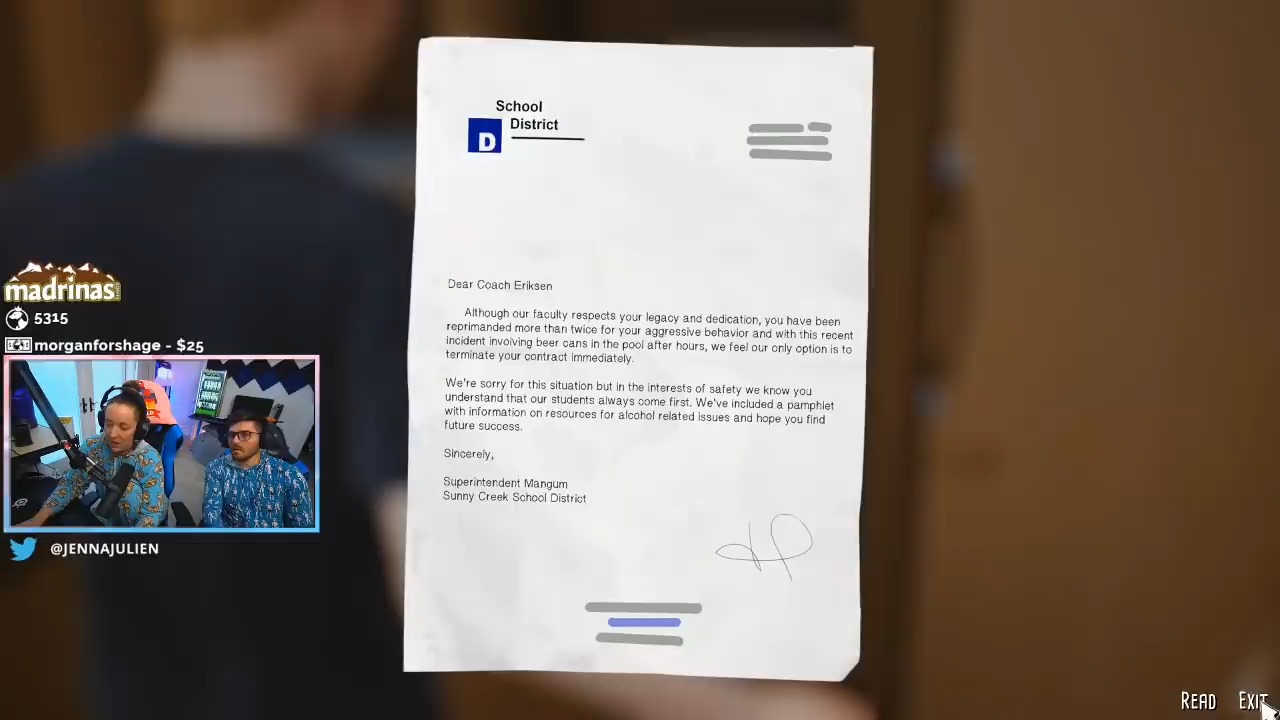 School
District
D
Dear Coach Eriksen
Although our faculty respects your legacy and dedication, you have been
reprimanded more than twice for your aggressive behavior and with this recent
incident involving beer cans in the pool after hours, we feel our only option is to
terminate your contract immediately.
We're sorry for this situation but in the interests of safety we know you
understand that our students always come first. We've included a pamphlet
with information on resources for alcohol related issues and hope you find
future success.
Sincerely,
Superintendent Mangum
Sunny Creek School District
madrinas
5315
morganforshage - $25
@JENNAJULIEN
READ EXIT